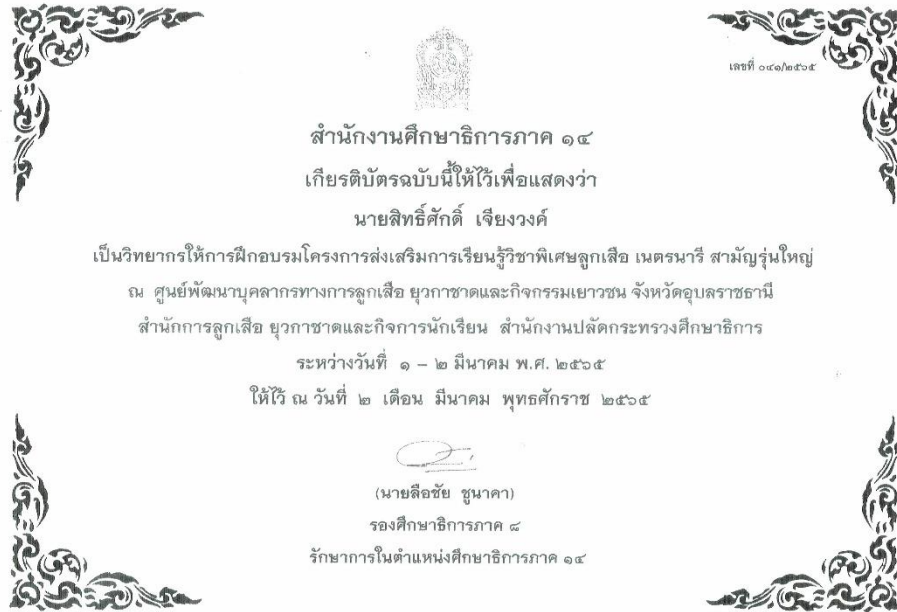 เลขที่ ๐๔๑/๒๕๖๕
สำนักงานศึกษาธิการภาค ๑๔
เกียรติบัตรฉบับนี้ให้ไว้เพื่อแสดงว่า
นายสิทธิ์ศักดิ์ เจียงวงค์
เป็นวิทยากรให้การฝึกอบรมโครงการส่งเสริมการเรียนรู้วิชาพิเศษลูกเสือ เนตรนารี สามัญรุ่นใหญ่
ณ ศูนย์พัฒนาบุคลากรทางการลูกเสือ ยุวกาชาดและกิจกรรมเยาวชน จังหวัดอุบลราชธานี
สำนักการลูกเสือ ยุวกาชาดและกิจการนักเรียน สำนักงานปลัดกระทรวงศึกษาธิการ
ระหว่างวันที่ ๑ – ๒ มีนาคม พ.ศ. ๒๕๖๕
ให้ไว้ ณ วันที่ ๒ เดือน มีนาคม พุทธศักราช ๒๕๖๕
(นายลือชัย ชูนาคา)
รองศึกษาธิการภาค ๘
รักษาการในตำแหน่งศึกษาธิการภาค ๑๔